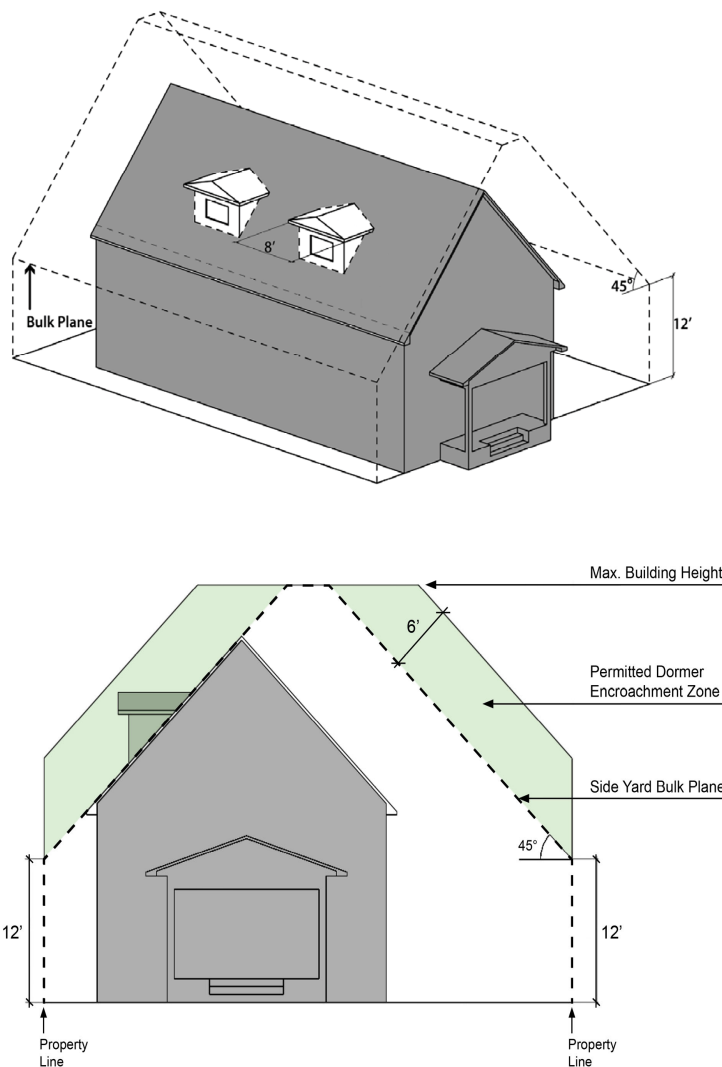 8’
Bulk Plane
45°
12’
Max. Building Height
6’
Permitted Dormer
Encroachment Zone
Side Yard Bulk Plane
45°
12’
12’
Property
Line
Property
Line